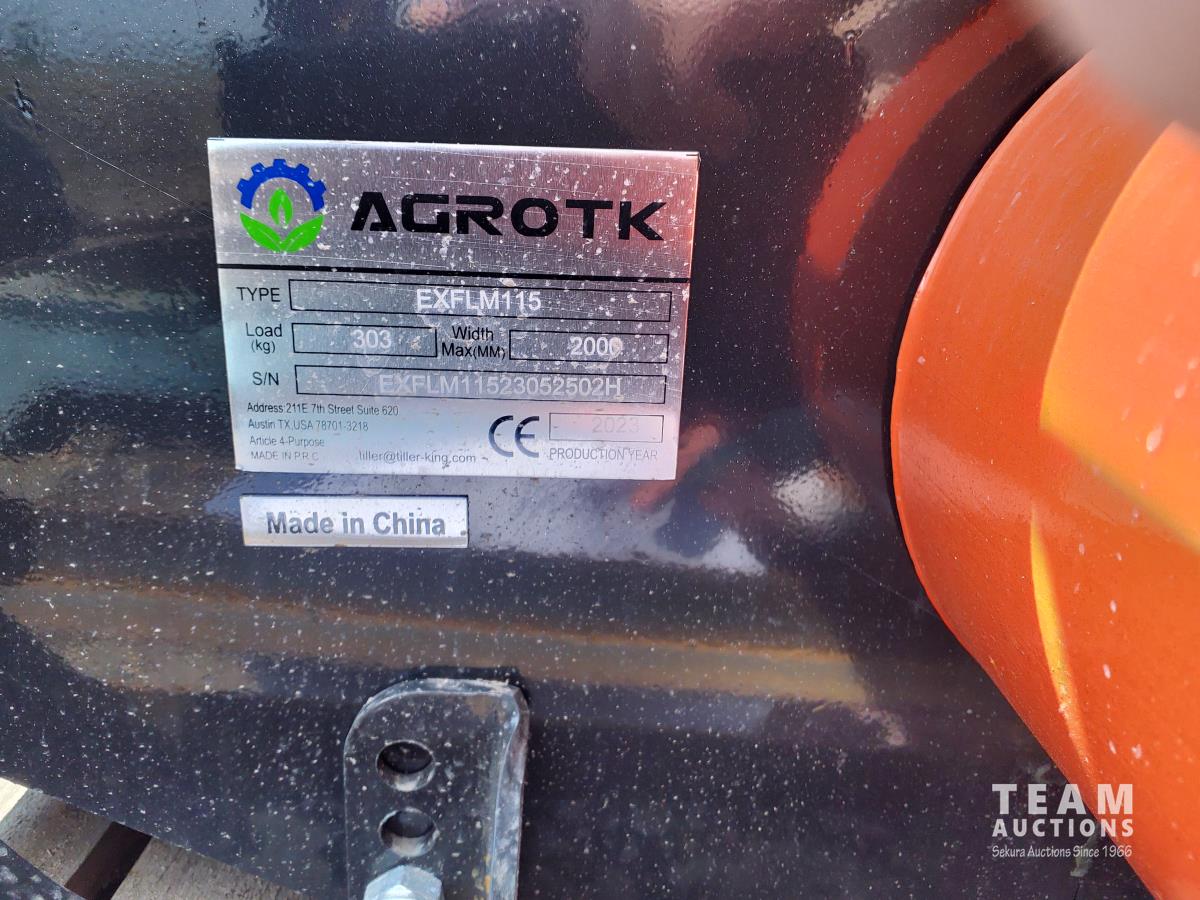 AGROTK
TYPE EXFLM115
Load (kg) 303 Width Max(MM) 2000
S/N EXFLM11523052502H
Address:211E 7th Street Suite 620
Austin TX,USA 78701-3218
Article 4-Purpose
MADE IN P.R.C tiller@tiller-king.com
CE 2023
PRODUCTION YEAR
Made in China
TEAM
AUCTIONS
Sekura Auctions Since 1966